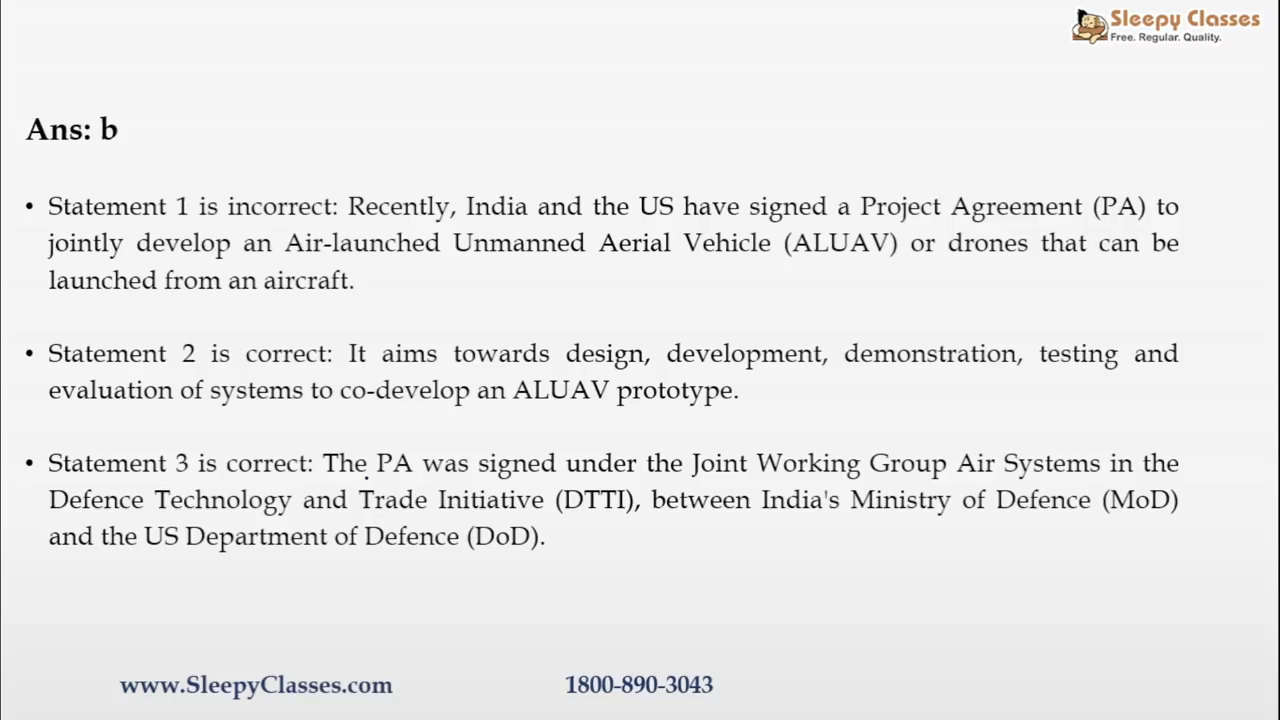 Sleepy Classes
Free. Regular. Quality.
Ans: b
• Statement 1 is incorrect: Recently, India and the US have signed a Project Agreement (PA) to
jointly develop an Air-launched Unmanned Aerial Vehicle (ALUAV) or drones that can be
launched from an aircraft.
• Statement 2 is correct: It aims towards design, development, demonstration, testing and
evaluation of systems to co-develop an ALUAV prototype.
• Statement 3 is correct: The PA was signed under the Joint Working Group Air Systems in the
Defence Technology and Trade Initiative (DTTI), between India's Ministry of Defence (MoD)
and the US Department of Defence (DoD).
www.SleepyClasses.com
1800-890-3043